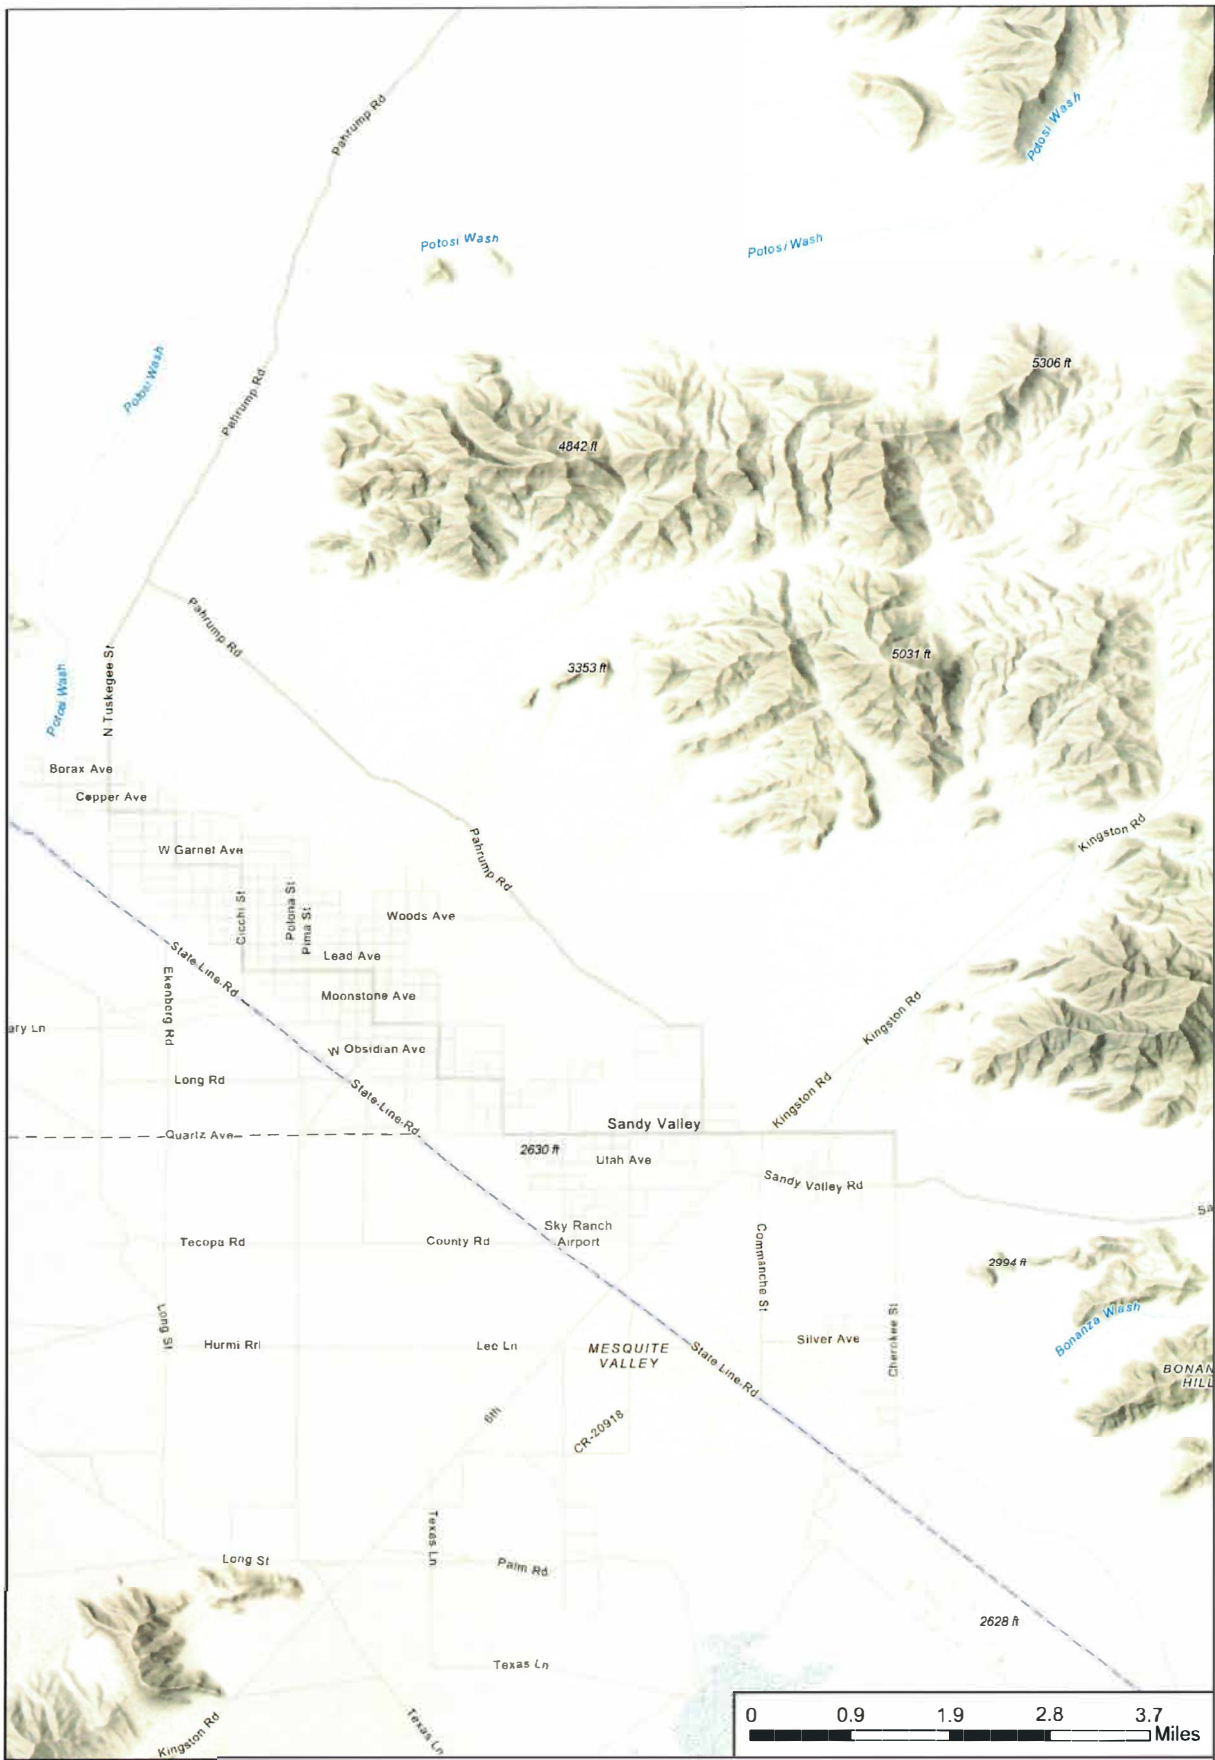 Pahrump Rd
Potosi Wash
Potosi Wash
Potosi Wash
Potosi Wash
5306 ft
Pahrump Rd
4842 ft
Pahrump Rd
N Tuskegee St
3353 ft
5031 ft
Potosi Wash
Borax Ave
Copper Ave
Kingston Rd
W Garnet Ave
Pahrump Rd
Cicchi St
Polona St
Pima St
Woods Ave
Lead Ave
State Line Rd
Ekenberg Rd
Moonstone Ave
Kingston Rd
ary Ln
W Obsidian Ave
Long Rd
State Line Rd
Kingston Rd
Sandy Valley
Quartz Ave
2630 ft
Utah Ave
Sandy Valley Rd
Sa
Sky Ranch
Airport
Tecopa Rd
County Rd
Commanche St
2994 ft
Bonanza Wash
Long St
Silver Ave
Cherokee St
Hurmi Rrl
Lee Ln
MESQUITE
VALLEY
State Line Rd
BONAN
HILL
6th
CR-20918
Texas Ln
Long St
Palm Rd
2628 ft
Texas Ln
Kingston Rd
Texas Ln
0 0.9 1.9 2.8 3.7
Miles